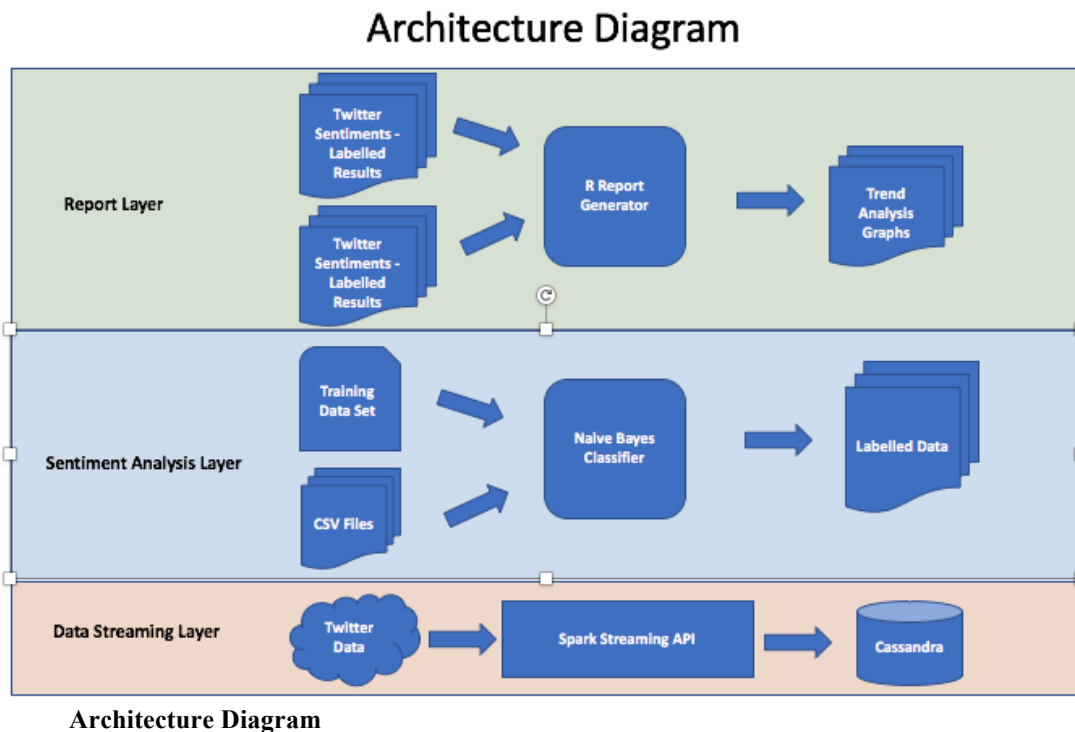 Architecture Diagram
Report Layer
Twitter
Sentiments -
Labelled
Results
Twitter
Sentiments -
Labelled
Results
R Report
Generator
Trend
Analysis
Graphs
Sentiment Analysis Layer
Training
Data Set
CSV Files
Naive Bayes
Classifier
Labelled Data
Data Streaming Layer
Twitter
Data
Spark Streaming API
Cassandra
Architecture Diagram